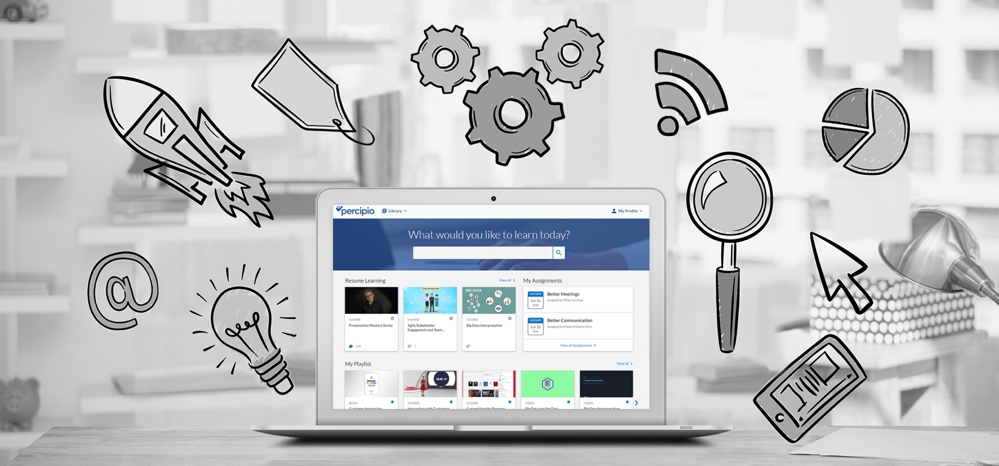 percipio
Library
My Profile
What would you like to learn today?
Resume Learning
View all
My Assignments
BIG DATA
COURSE
Presentation Mastery Series
246
COURSE
Agile Stakeholder
Engagement and Team...
1
COURSE
Big Data Interpretation
DUE DATE
Jun 16
2018
Better Meetings
Assigned by Philip Harriman
DUE DATE
Jun 16
2018
Better Communication
Assigned by Kristen
View all Assignments
My Playlist
View all
Skillsoft
BOOK
Customer Innovation:
COURSE
Interacting with Customers
COURSE
Customizing the Browsers
VIDEO
Big Data and the Data
VIDEO
Big Data Interpretation
@